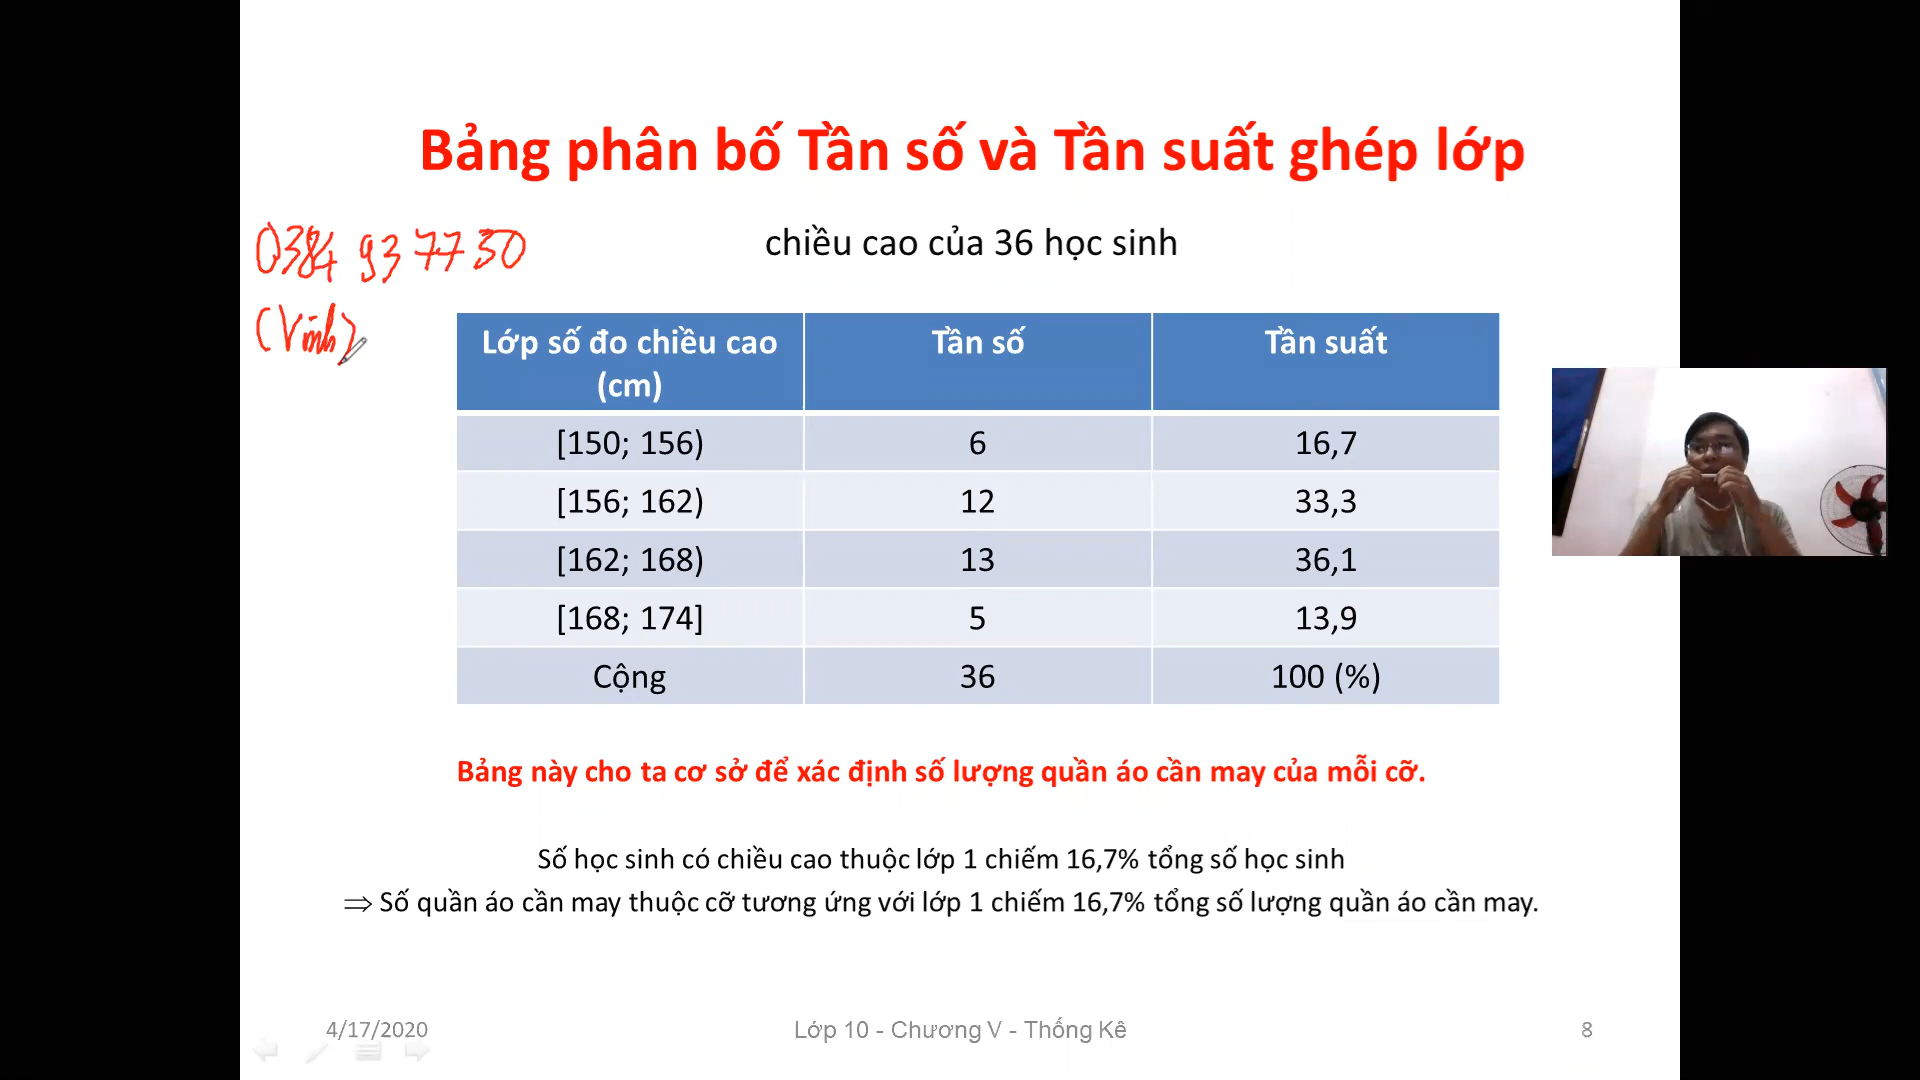 Bảng phân bố Tần số và Tần suất ghép lớp
0384 937730
(Vinh)
chiều cao của 36 học sinh
Lớp số đo chiều cao (cm) Tần số Tần suất
[150; 156) 6 16,7
[156; 162) 12 33,3
[162; 168) 13 36,1
[168; 174] 5 13,9
Cộng 36 100 (%)
Bảng này cho ta cơ sở để xác định số lượng quần áo cần may của mỗi cỡ.
Số học sinh có chiều cao thuộc lớp 1 chiếm 16,7% tổng số học sinh
⇒ Số quần áo cần may thuộc cỡ tương ứng với lớp 1 chiếm 16,7% tổng số lượng quần áo cần may.
4/17/2020 Lớp 10 - Chương V - Thống Kê 8